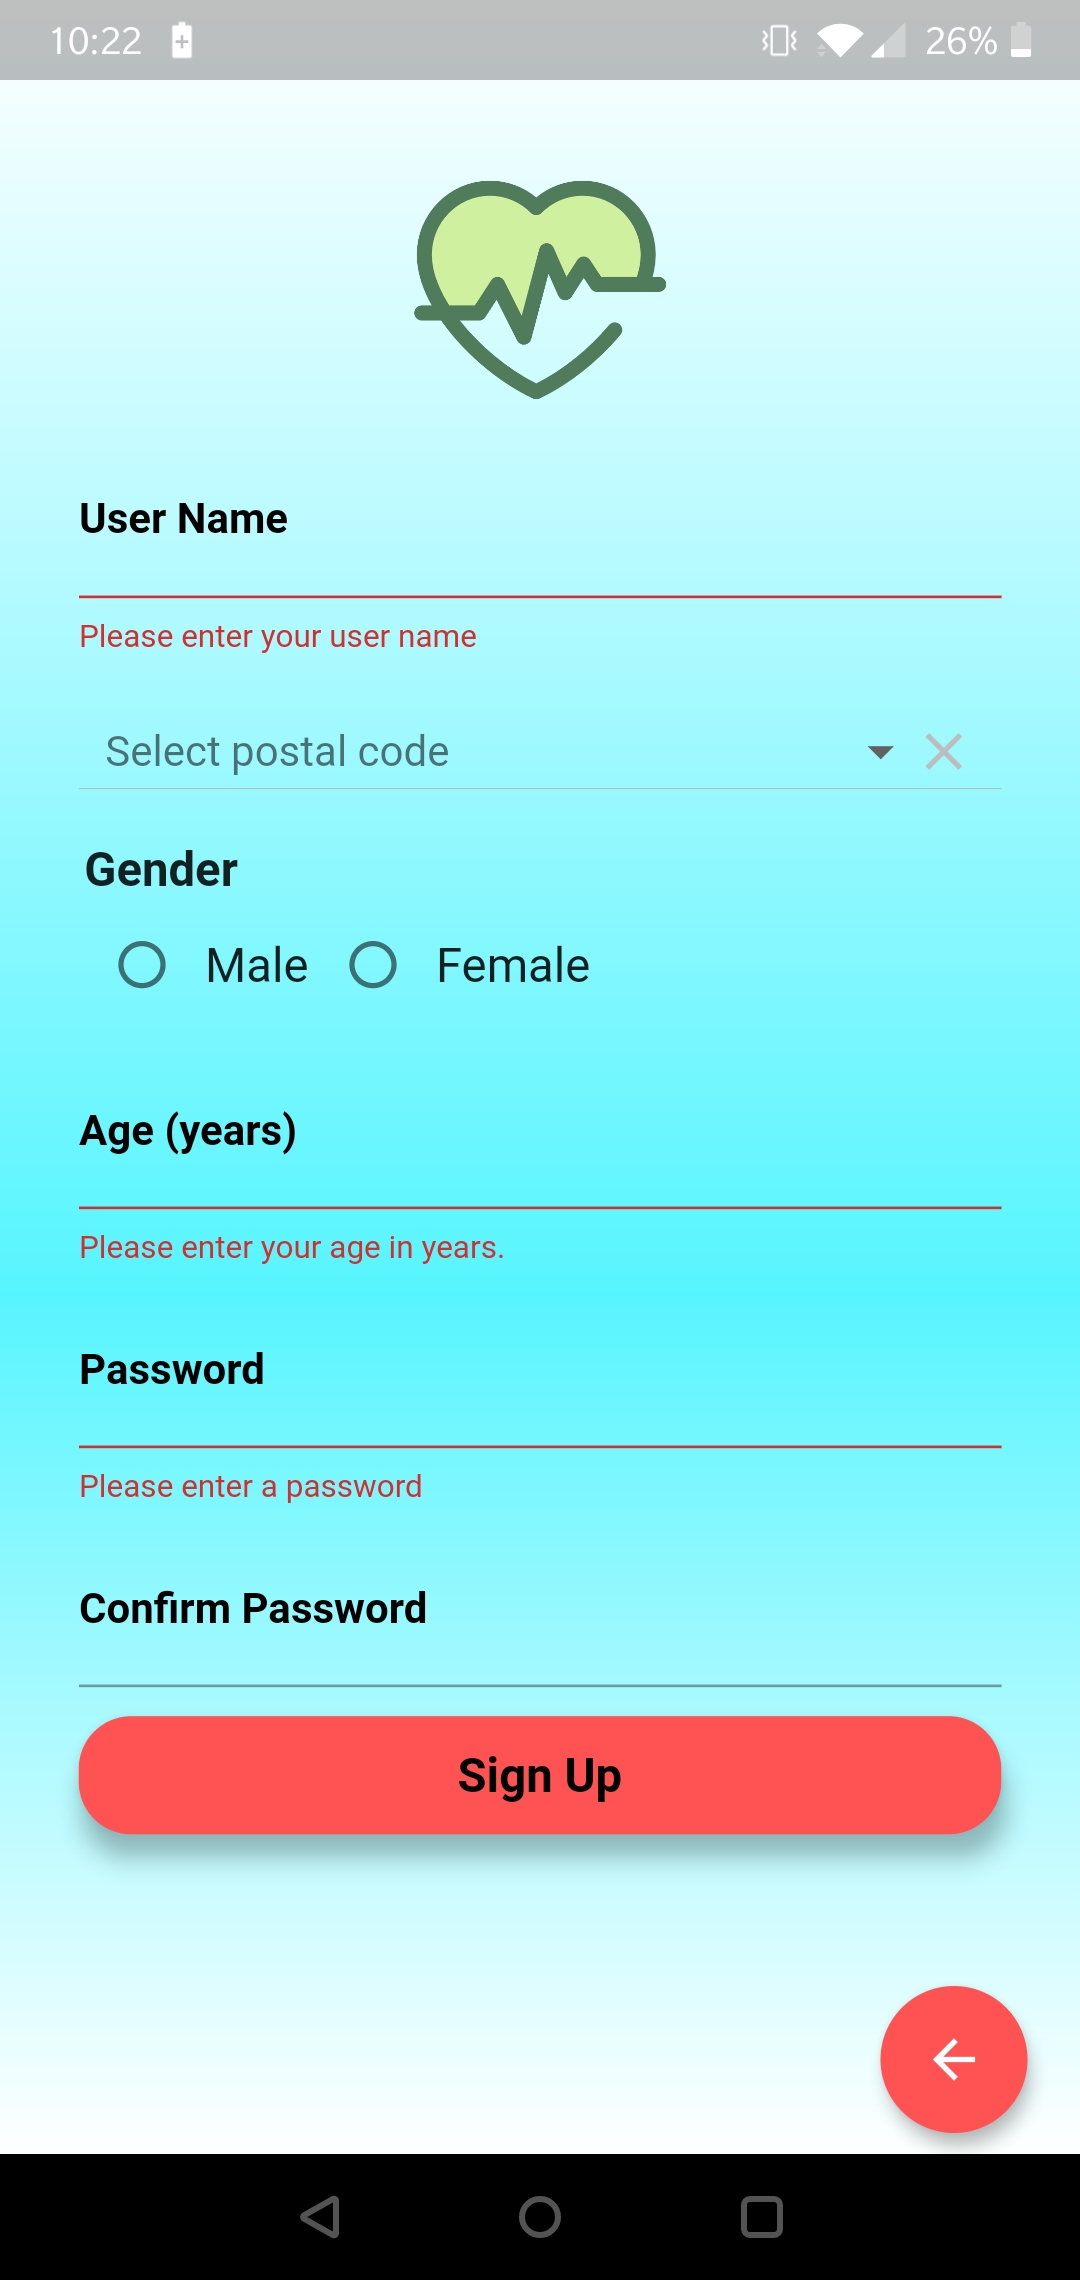 10:22 26%
User Name
Please enter your user name
Select postal code
Gender
Male Female
Age (years)
Please enter your age in years.
Password
Please enter a password
Confirm Password
Sign Up